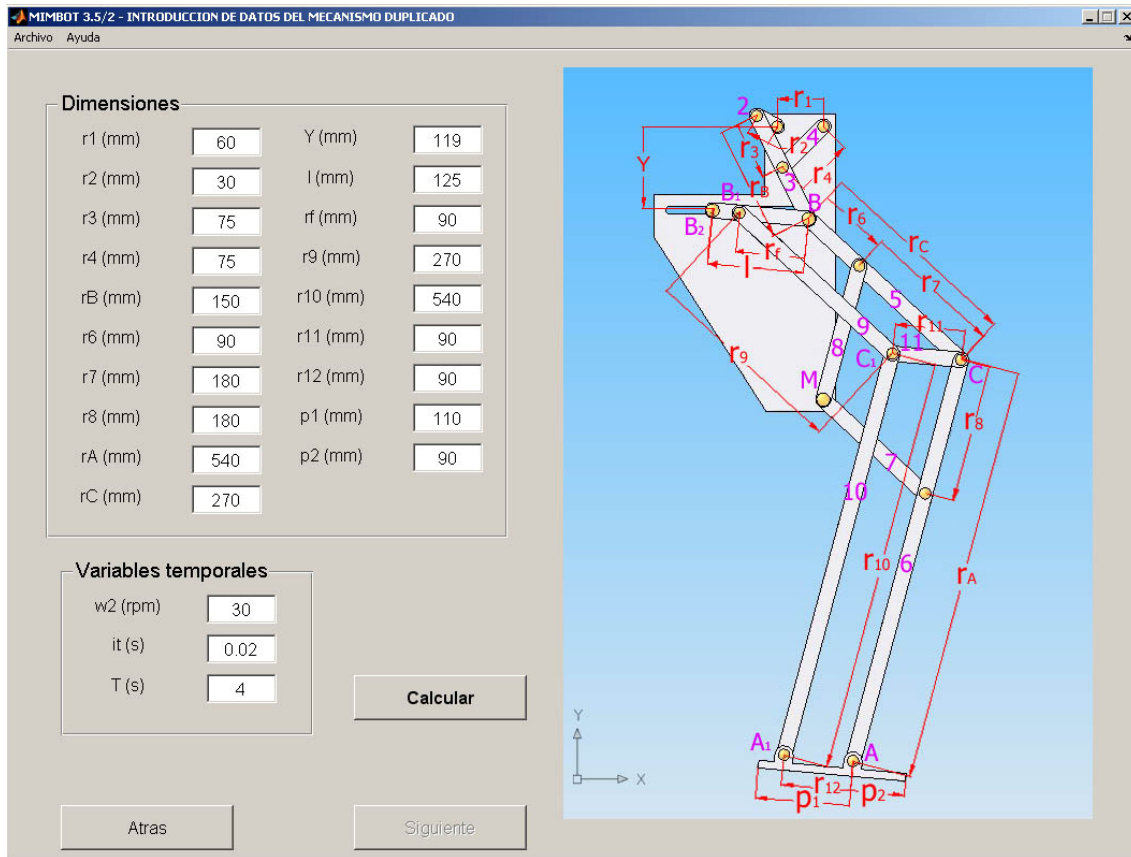 MIMBOT 3.5/2 - INTRODUCCION DE DATOS DEL MECANISMO DUPLICADO
Archivo Ayuda
Dimensiones
r1 (mm) 60 Y (mm) 119
r2 (mm) 30 l (mm) 125
r3 (mm) 75 rf (mm) 90
r4 (mm) 75 r9 (mm) 270
rB (mm) 150 r10 (mm) 540
r6 (mm) 90 r11 (mm) 90
r7 (mm) 180 r12 (mm) 90
r8 (mm) 180 p1 (mm) 110
rA (mm) 540 p2 (mm) 90
rC (mm) 270
Variables temporales
w2 (rpm) 30
it (s) 0.02
T (s) 4
Calcular
Atras
Siguiente
2 r1
4
r3 r2
Y
3 r4
rB
B1 B
B2
r6 rC
rf
l
r7
5
r11
9
r9
8 11
C1 C
M
r8
7
10
r10 6 rA
Y
X
A1 A
r12
p1 p2